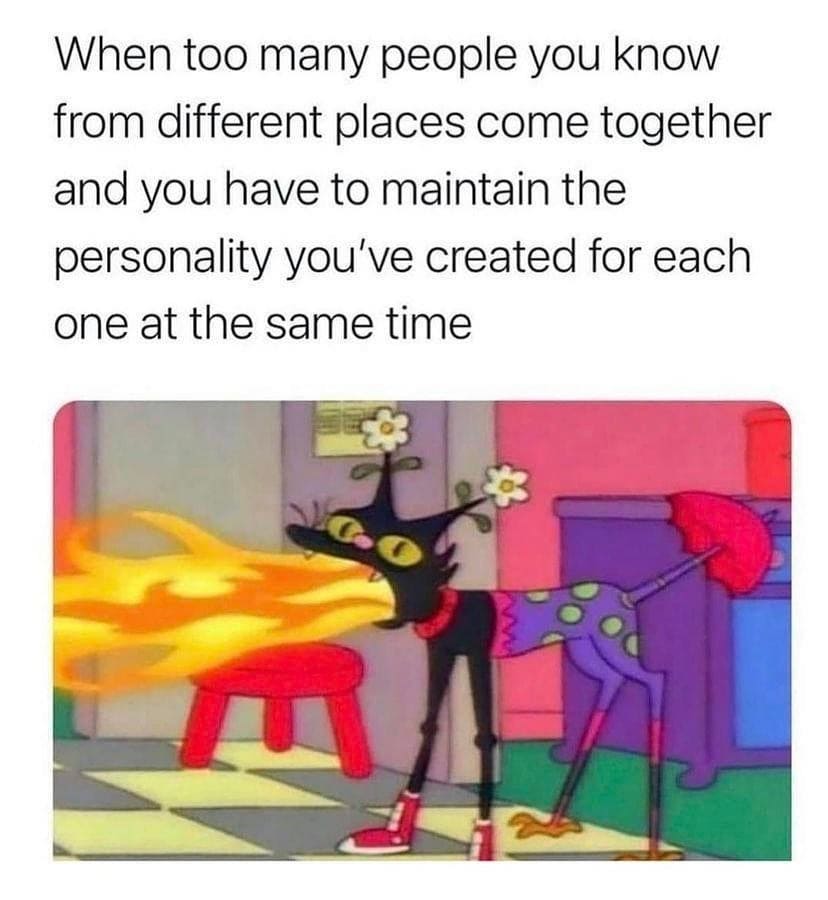 When too many people you know
from different places come together
and you have to maintain the
personality you've created for each
one at the same time